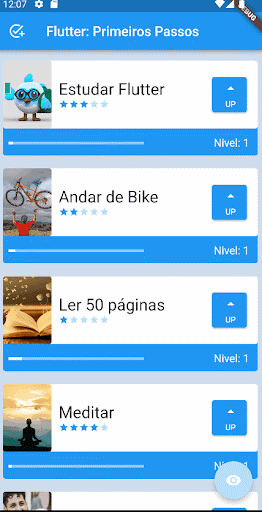 12:07
DEBUG
Flutter: Primeiros Passos
Estudar Flutter
UP
Nivel: 1
Andar de Bike
UP
Nivel: 1
Ler 50 páginas
UP
Nivel: 1
Meditar
UP
Nivel: 1